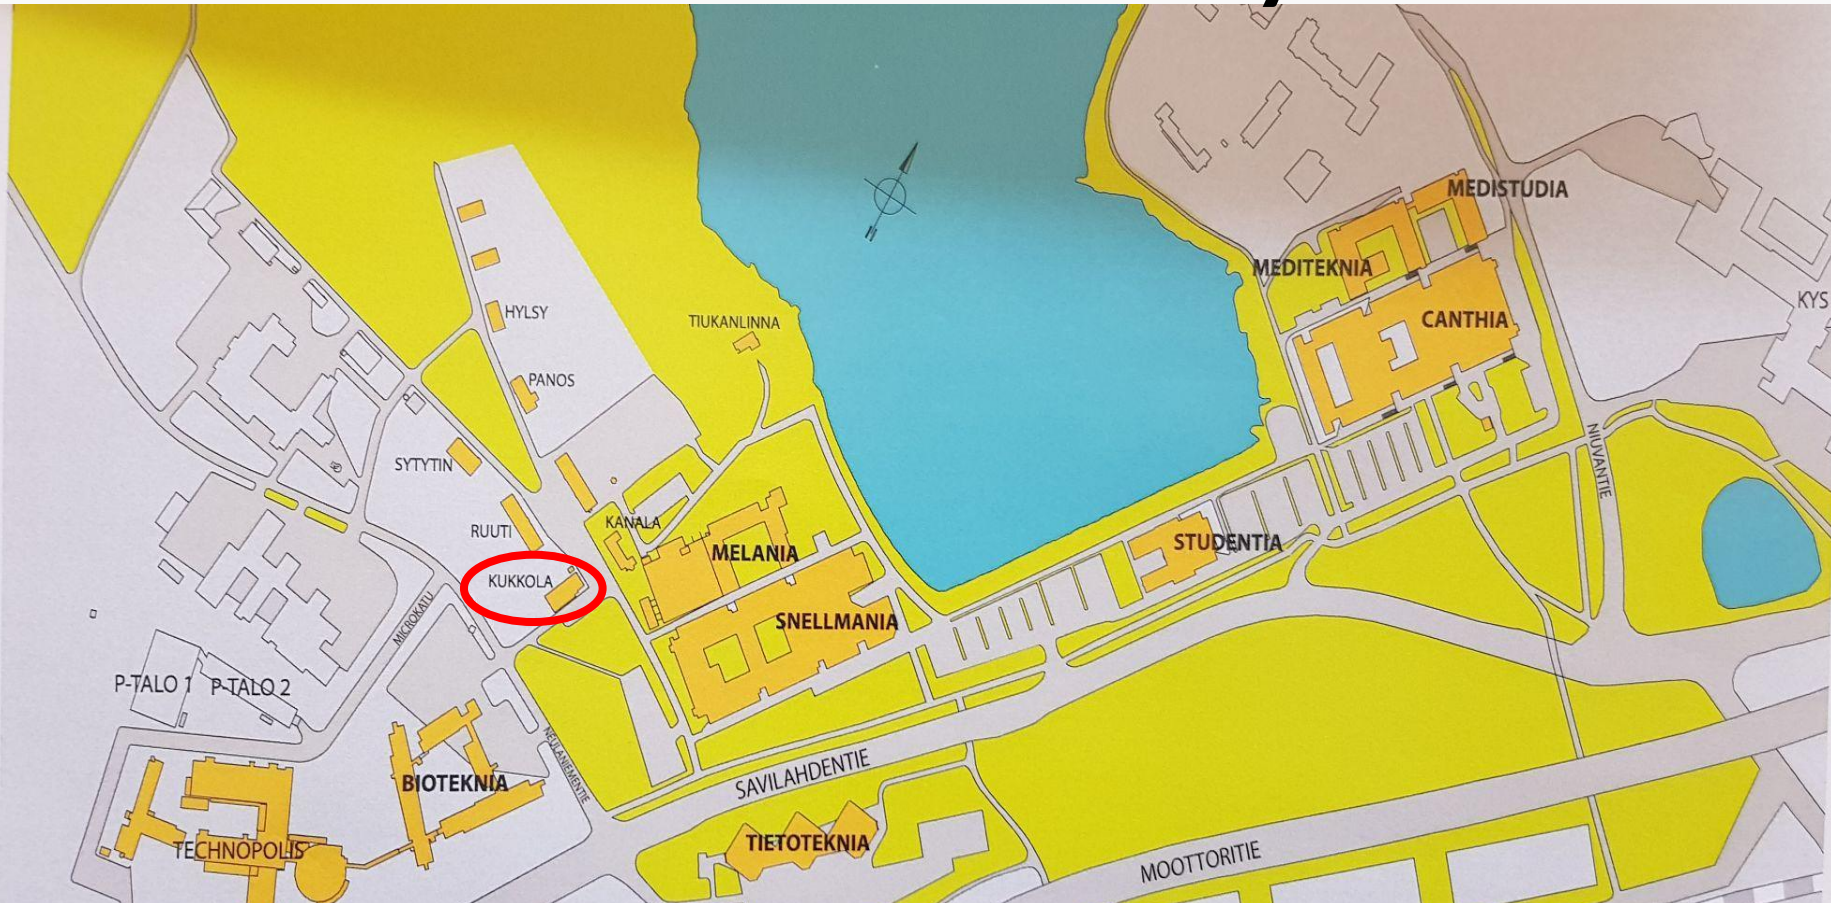 MEDISTUDIA
MEDITEKNIA
KYS
HYLSY
CANTHIA
TIUKANLINNA
PANOS
NIUVANTIE
SYTYTIN
RUUTI
KANALA
STUDENTIA
MELANIA
KUKKOLA
MICROKATU
SNELLMANIA
P-TALO 1
P-TALO 2
NEULANIEMENTIE
SAVILAHDENTIE
BIOTEKNIA
TIETOTEKNIA
TECHNOPOLIS
MOOTTORITIE